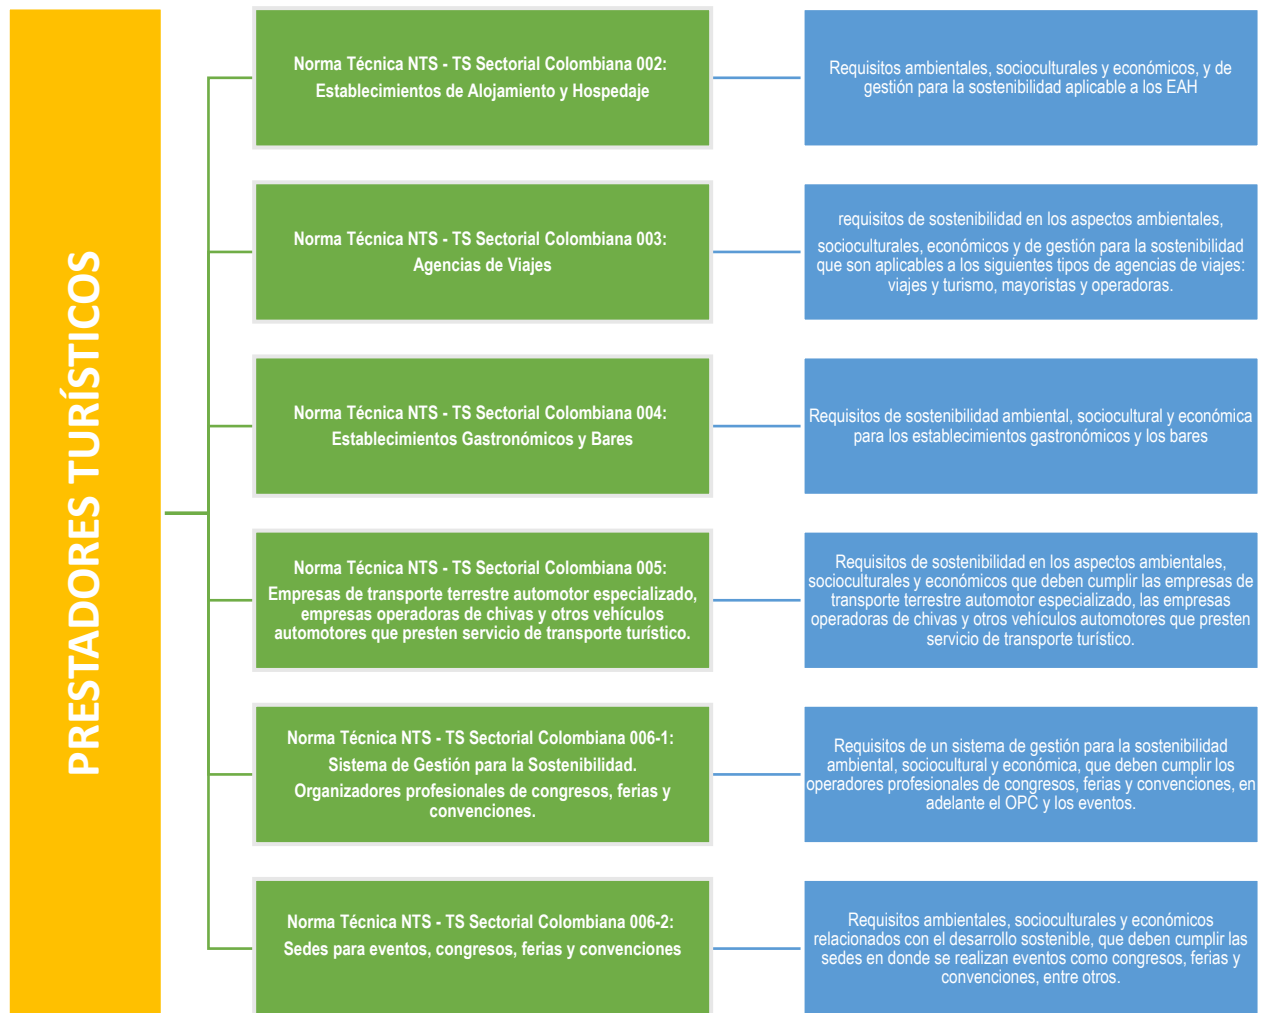 PRESTADORES TURÍSTICOS
Norma Técnica NTS - TS Sectorial Colombiana 002:
Establecimientos de Alojamiento y Hospedaje
Requisitos ambientales, socioculturales y económicos, y de
gestión para la sostenibilidad aplicable a los EAH
Norma Técnica NTS - TS Sectorial Colombiana 003:
Agencias de Viajes
requisitos de sostenibilidad en los aspectos ambientales,
socioculturales, económicos y de gestión para la sostenibilidad
que son aplicables a los siguientes tipos de agencias de viajes:
viajes y turismo, mayoristas y operadoras.
Norma Técnica NTS - TS Sectorial Colombiana 004:
Establecimientos Gastronómicos y Bares
Requisitos de sostenibilidad ambiental, sociocultural y económica
para los establecimientos gastronómicos y los bares
Norma Técnica NTS - TS Sectorial Colombiana 005:
Empresas de transporte terrestre automotor especializado,
empresas operadoras de chivas y otros vehículos
automotores que presten servicio de transporte turístico.
Requisitos de sostenibilidad en los aspectos ambientales,
socioculturales y económicos que deben cumplir las empresas de
transporte terrestre automotor especializado, las empresas
operadoras de chivas y otros vehículos automotores que presten
servicio de transporte turístico.
Norma Técnica NTS - TS Sectorial Colombiana 006-1:
Sistema de Gestión para la Sostenibilidad.
Organizadores profesionales de congresos, ferias y
convenciones.
Requisitos de un sistema de gestión para la sostenibilidad
ambiental, sociocultural y económica, que deben cumplir los
operadores profesionales de congresos, ferias y convenciones, en
adelante el OPC y los eventos.
Norma Técnica NTS - TS Sectorial Colombiana 006-2:
Sedes para eventos, congresos, ferias y convenciones
Requisitos ambientales, socioculturales y económicos
relacionados con el desarrollo sostenible, que deben cumplir las
sedes en donde se realizan eventos como congresos, ferias y
convenciones, entre otros.